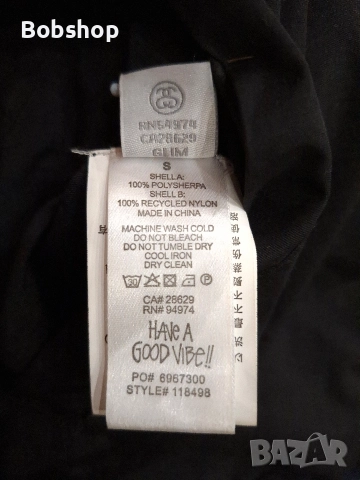 Bobshop
RN54974
CA28629
S
SHELL A:
100% POLYSHERPA
SHELL B:
100% RECYCLED NYLON
MADE IN CHINA
MACHINE WASH COLD
DO NOT BLEACH
DO NOT TUMBLE DRY
COOL IRON
DRY CLEAN
30
CA# 28629
RN# 94974
HAVE A
GOOD VIBE!!
PO# 6967300
STYLE# 118498
BAZAR